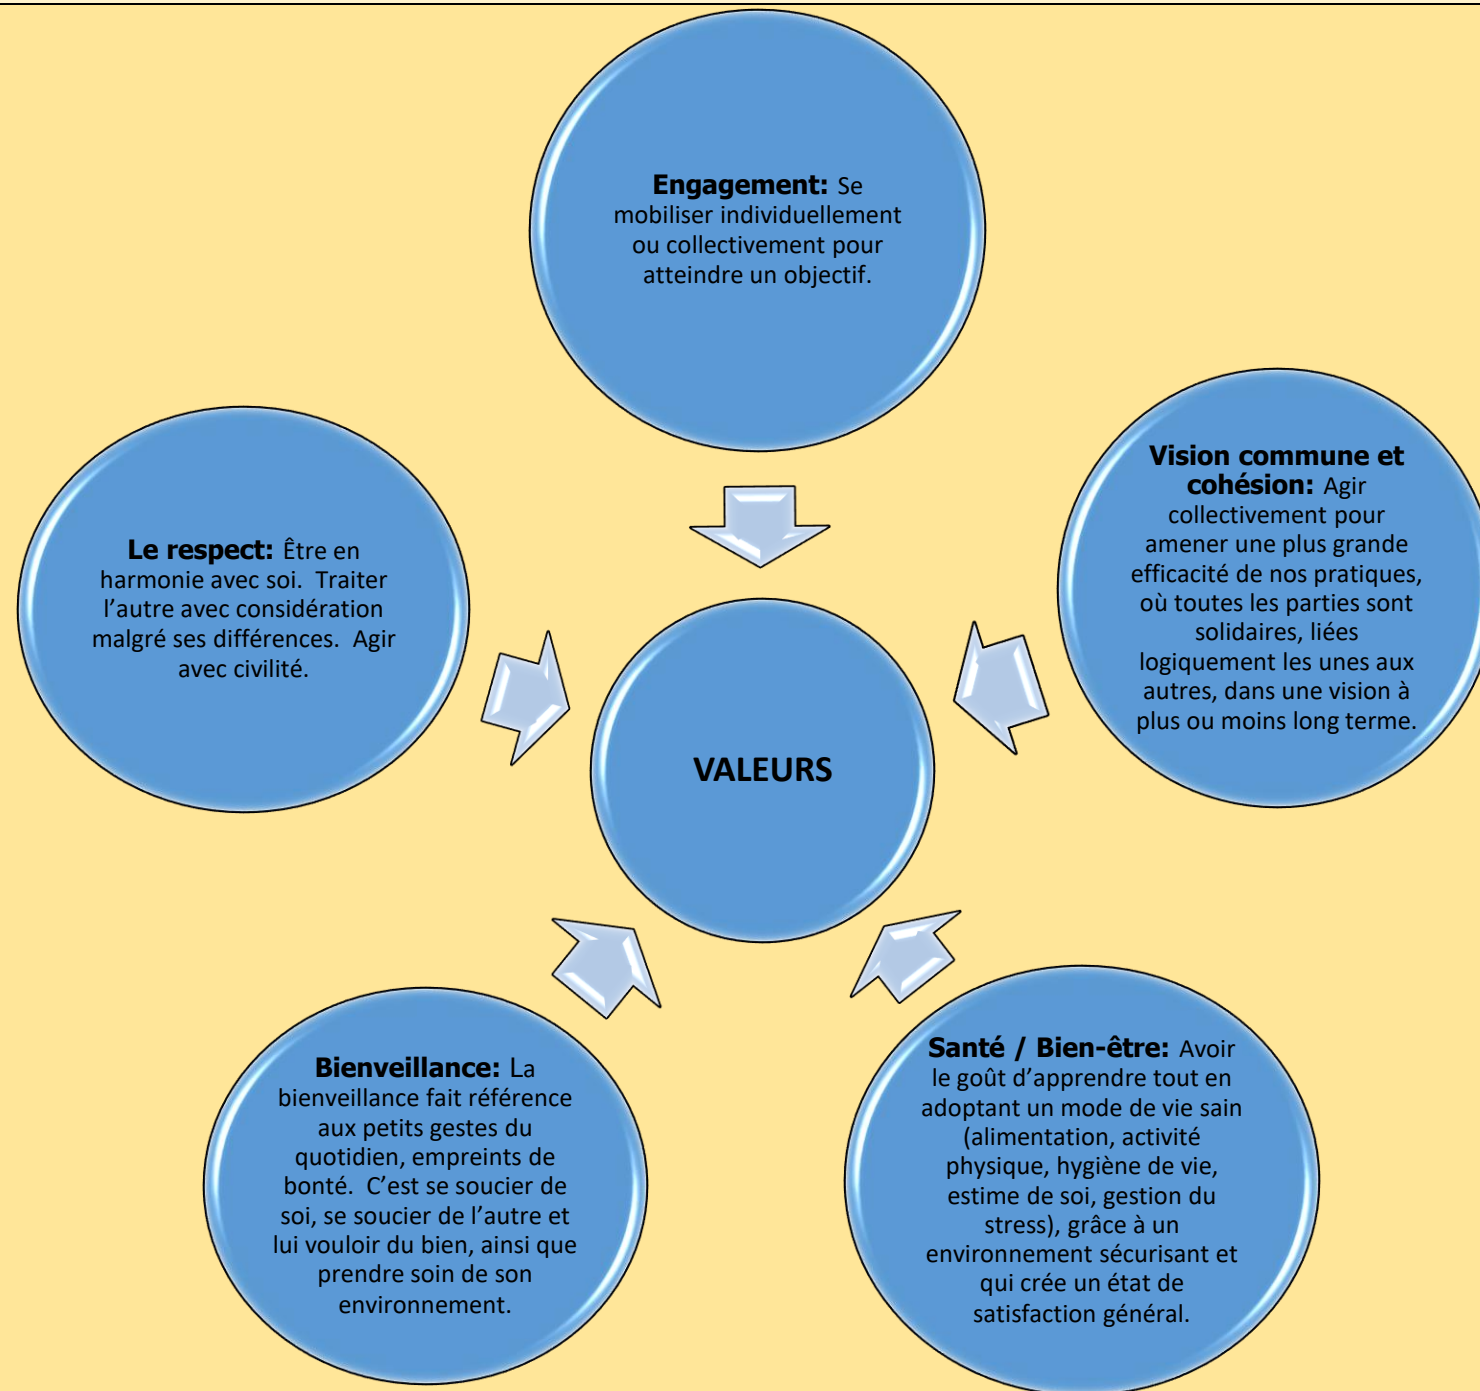 Engagement: Se
mobiliser individuellement
ou collectivement pour
atteindre un objectif.
Vision commune et
cohésion: Agir
collectivement pour
amener une plus grande
efficacité de nos pratiques,
où toutes les parties sont
solidaires, liées
logiquement les unes aux
autres, dans une vision à
plus ou moins long terme.
Le respect: Être en
harmonie avec soi.  Traiter
l’autre avec considération
malgré ses différences.  Agir
avec civilité.
VALEURS
Bienveillance: La
bienveillance fait référence
aux petits gestes du
quotidien, empreints de
bonté.  C’est se soucier de
soi, se soucier de l’autre et
lui vouloir du bien, ainsi que
prendre soin de son
environnement.
Santé / Bien-être: Avoir
le goût d’apprendre tout en
adoptant un mode de vie sain
(alimentation, activité
physique, hygiène de vie,
estime de soi, gestion du
stress), grâce à un
environnement sécurisant et
qui crée un état de
satisfaction général.